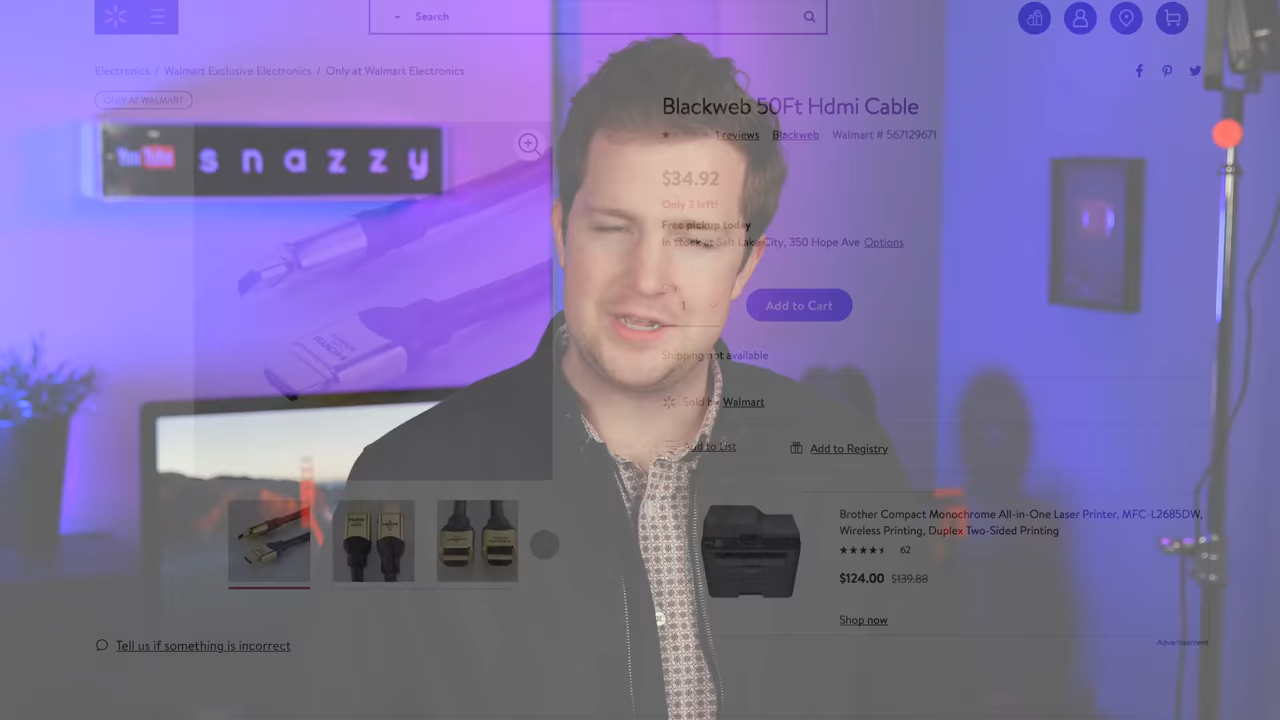 Search
Electronics / Walmart Exclusive Electronics / Only at Walmart Electronics
ONLY AT WALMART
YouTube snazzy
Blackweb 50Ft Hdmi Cable
1 reviews Blackweb Walmart # 567129671
$34.92
Only 3 left!
Free pickup today
In stock at Salt Lake City, 350 Hope Ave Options
1
Add to Cart
Shipping not available
Sold by Walmart
Add to List
Add to Registry
Brother Compact Monochrome All-in-One Laser Printer, MFC-L2685DW,
Wireless Printing, Duplex Two-Sided Printing
62
$124.00 $139.88
Shop now
Tell us if something is incorrect
Advertisement